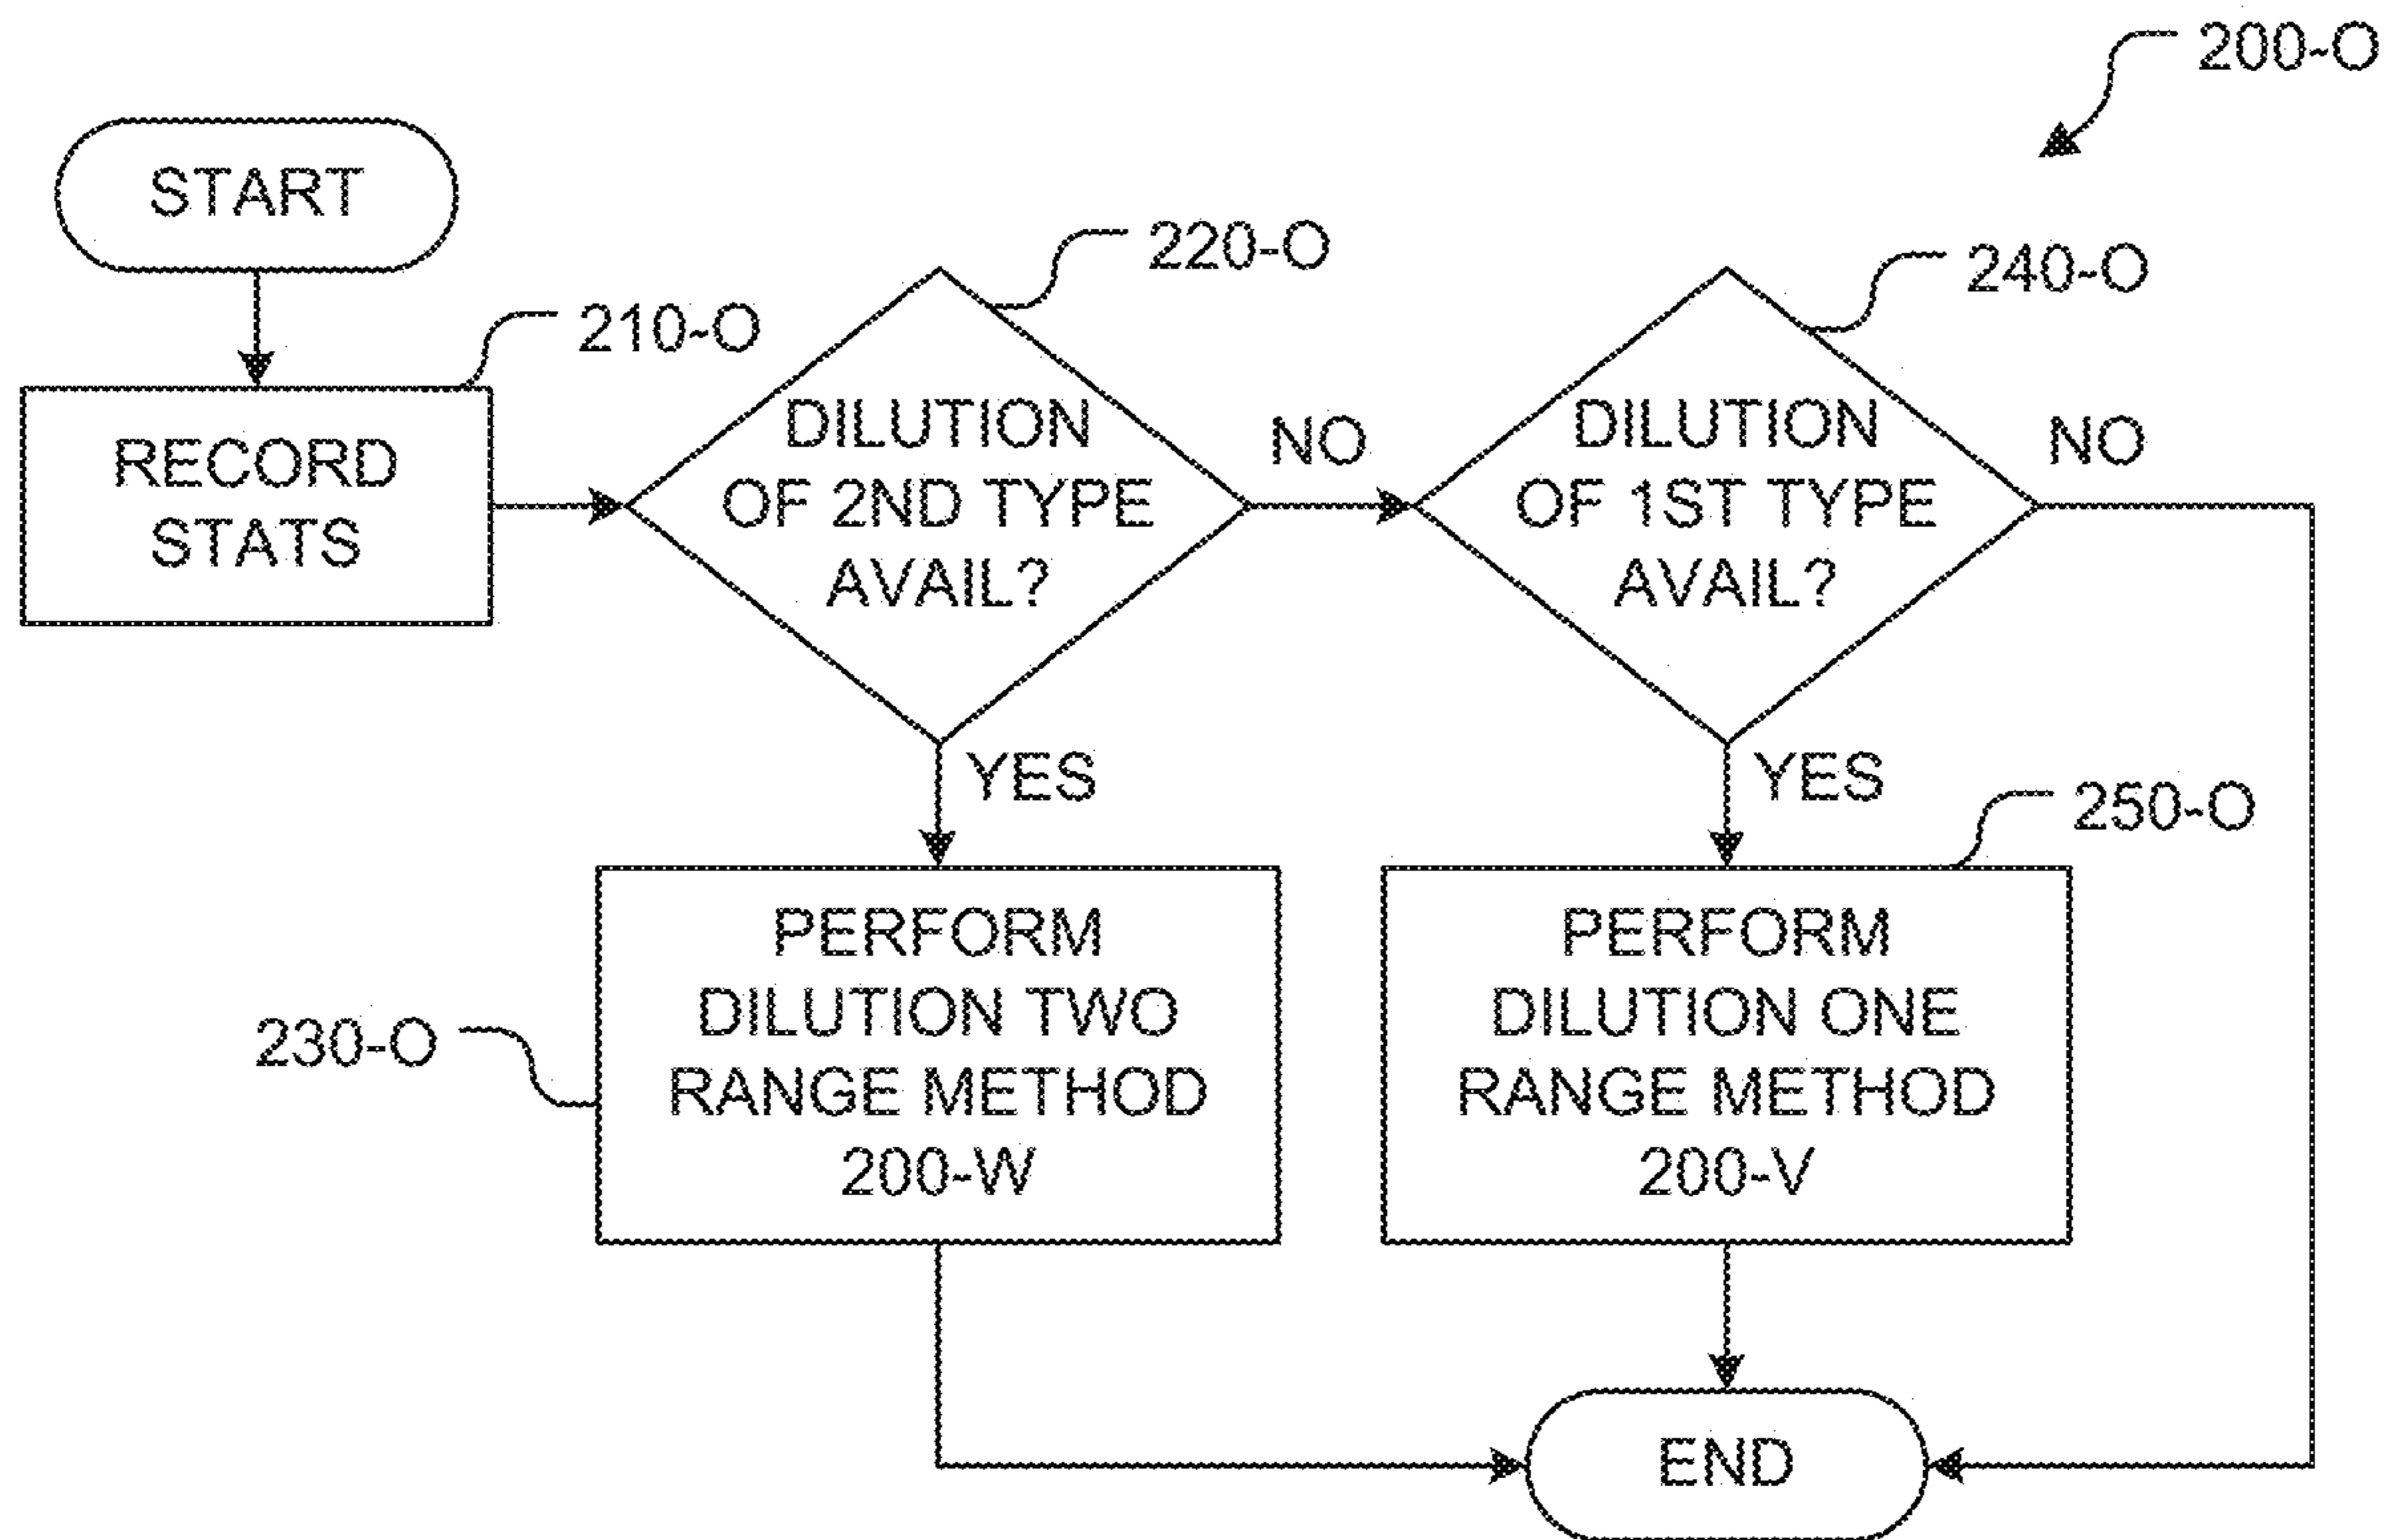 200-O
START
220-O
240-O
210-O
RECORD
STATS
DILUTION
OF 2ND TYPE
AVAIL?
NO
DILUTION
OF 1ST TYPE
AVAIL?
NO
YES
YES
250-O
230-O
PERFORM
DILUTION TWO
RANGE METHOD
200-W
PERFORM
DILUTION ONE
RANGE METHOD
200-V
END